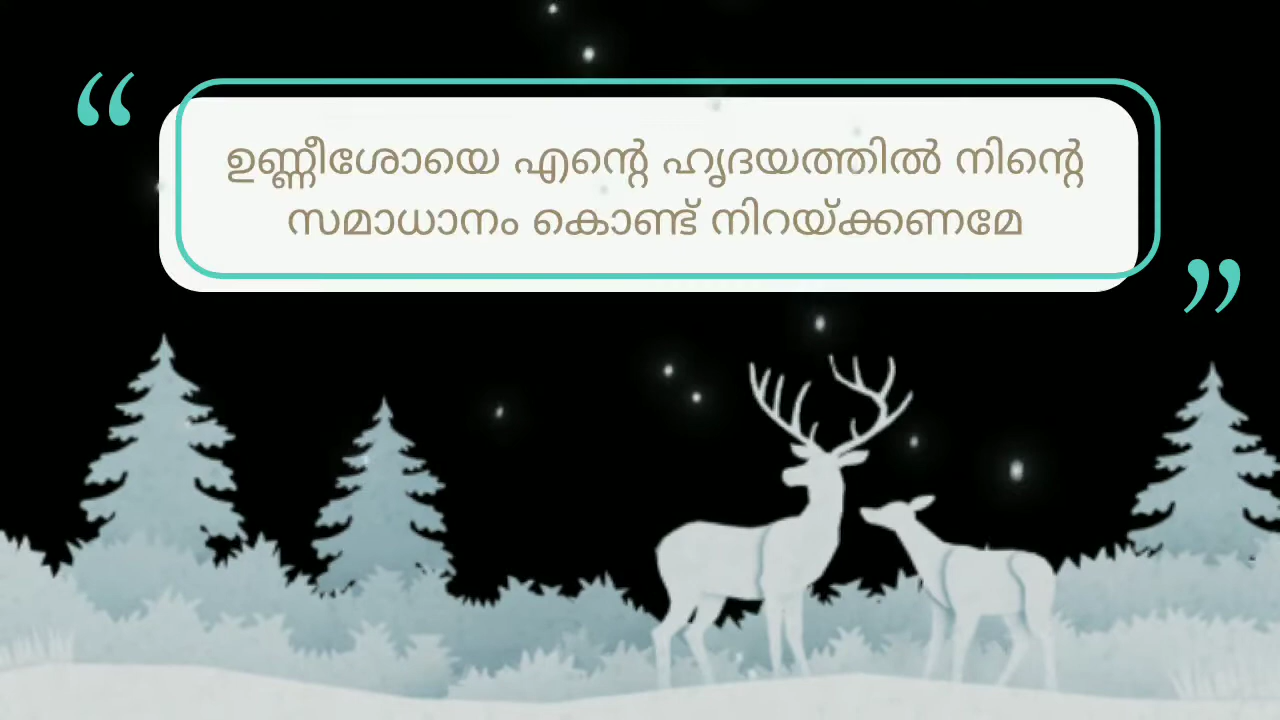 “
ഉണ്ണീശോയെ എന്റെ ഹൃദയത്തിൽ നിന്റെ
സമാധാനം കൊണ്ട് നിറയ്ക്കണമേ
”